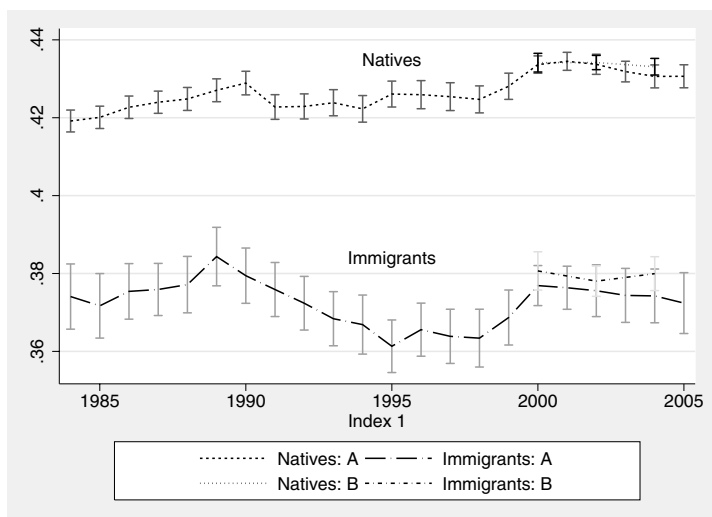 .44
Natives
.42
.4
Immigrants
.38
.36
1985 1990 1995 2000 2005
Index 1
Natives: A Immigrants: A
Natives: B Immigrants: B